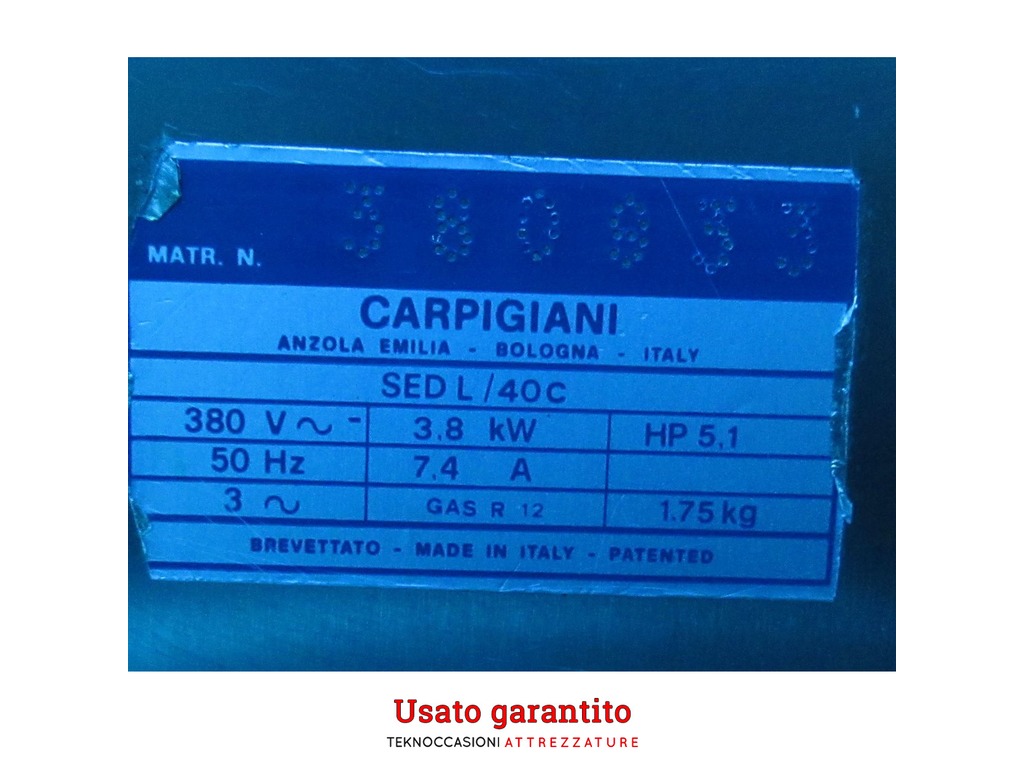 380853
MATR. N.
CARPIGIANI
ANZOLA EMILIA - BOLOGNA - ITALY
SED L /40C
380 V ~ - 3.8 kW HP 5.1
50 Hz 7.4 A
3 ~ GAS R 12 1.75 kg
BREVETTATO - MADE IN ITALY - PATENTED
Usato garantito
TEKNOCCASIONI ATTREZZATURE